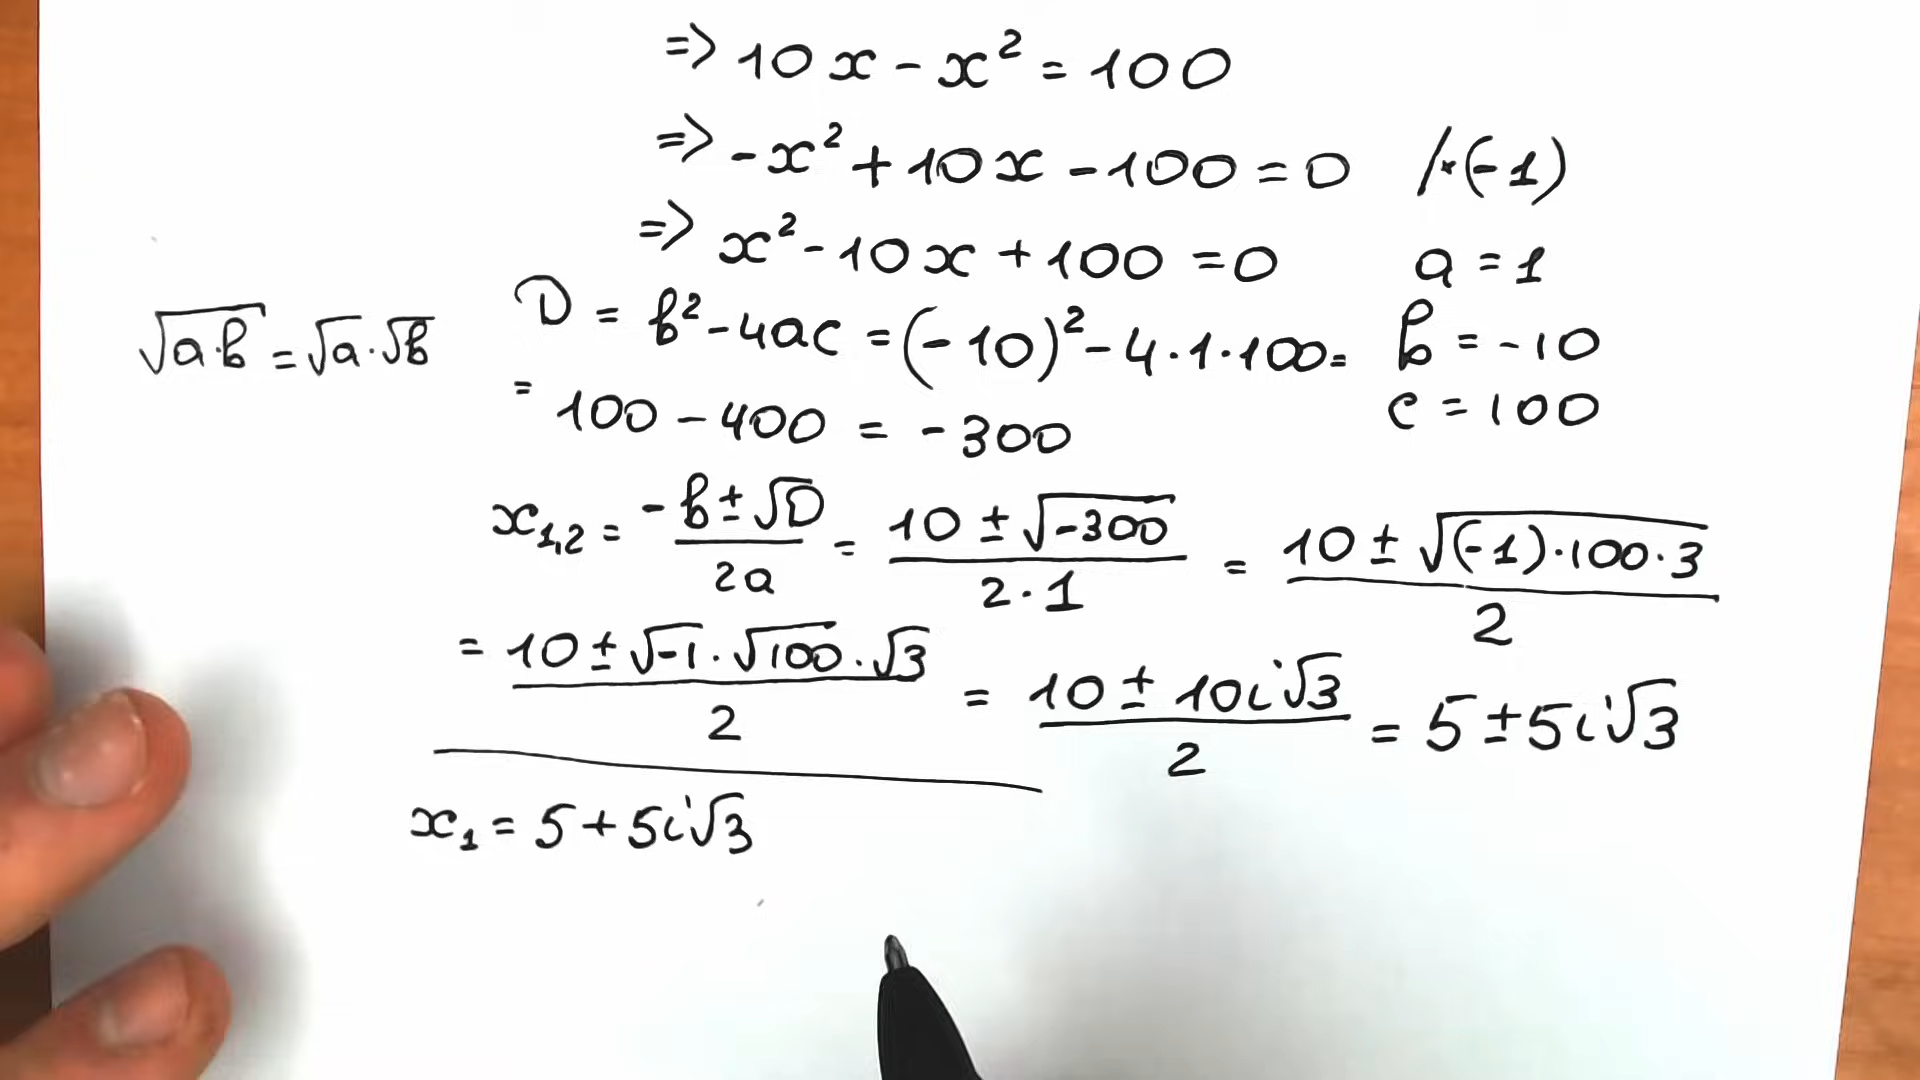 => 10x - x² = 100
=> -x² + 10x - 100 = 0 /·(-1)
=> x² - 10x + 100 = 0 a = 1
√(a·b) = √a · √b
D = b² - 4ac = (-10)² - 4·1·100 = b = -10
= 100 - 400 = -300 c = 100
x₁,₂ = (-b ± √D)/(2a) = (10 ± √(-300))/(2·1) = (10 ± √((-1)·100·3))/2
= (10 ± √(-1) · √100 · √3)/2 = (10 ± 10i√3)/2 = 5 ± 5i√3
x₁ = 5 + 5i√3